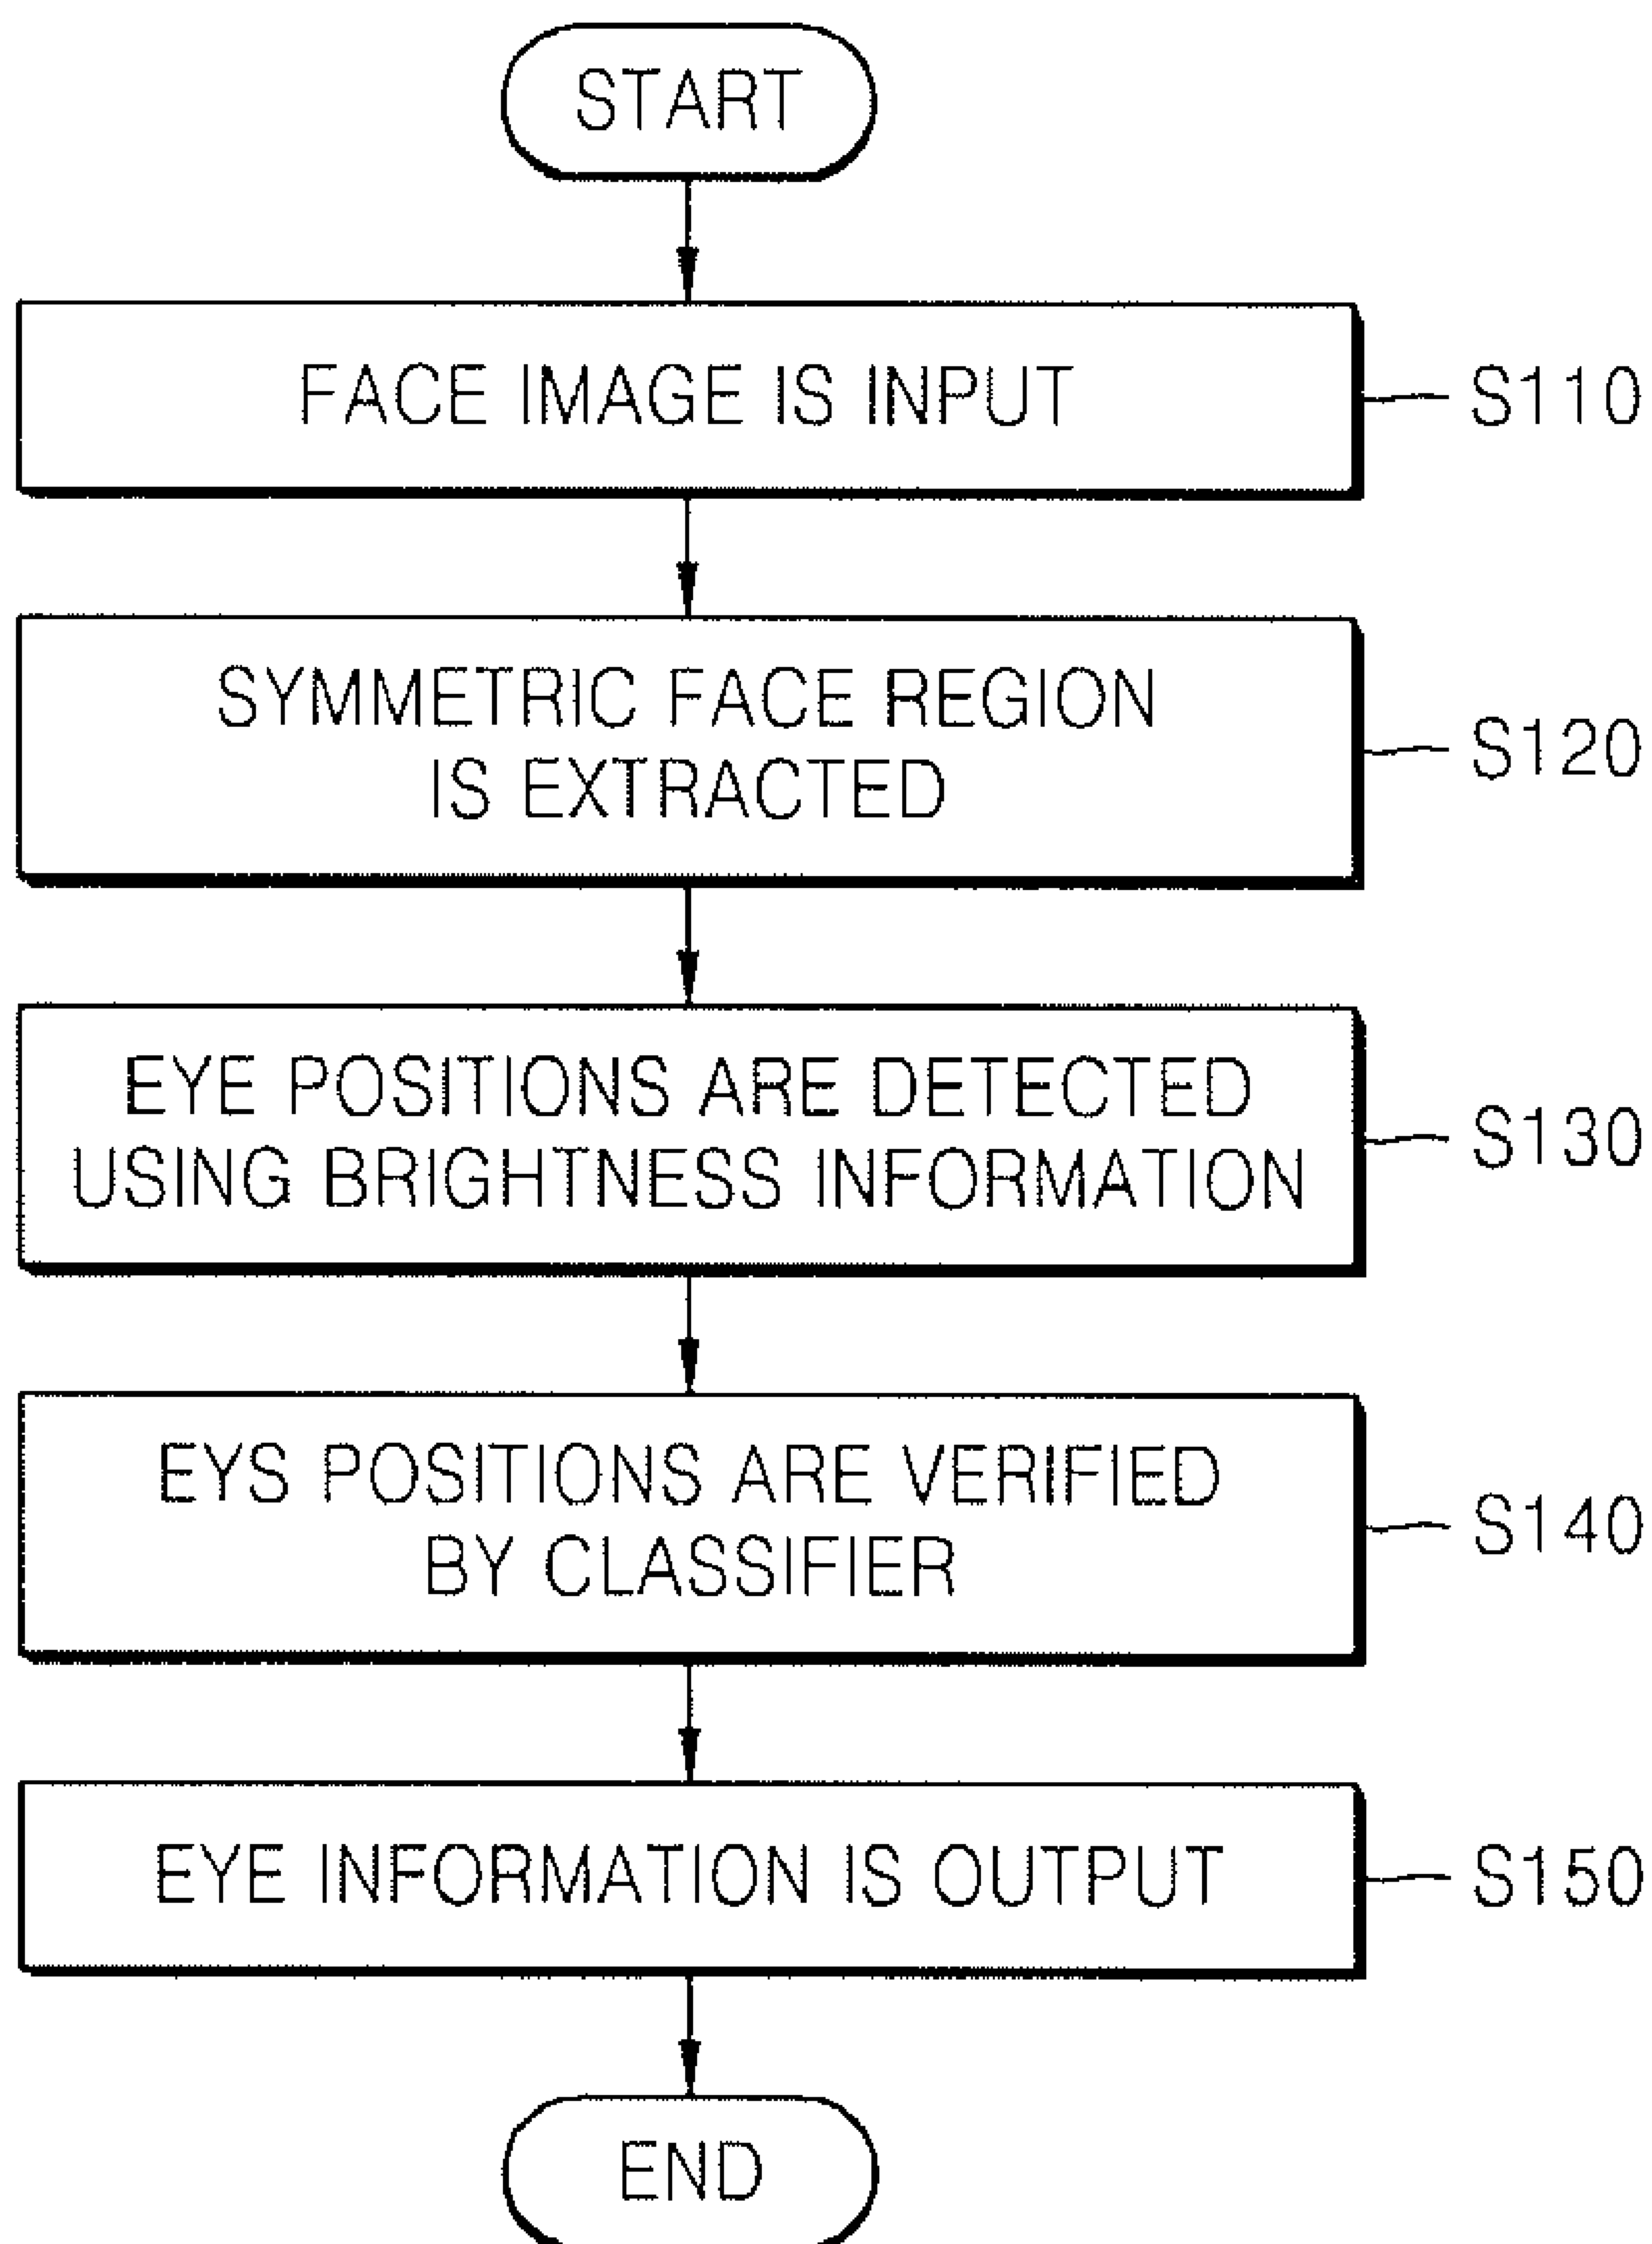 START
FACE IMAGE IS INPUT
S110
SYMMETRIC FACE REGION
IS EXTRACTED
S120
EYE POSITIONS ARE DETECTED
USING BRIGHTNESS INFORMATION
S130
EYS POSITIONS ARE VERIFIED
BY CLASSIFIER
S140
EYE INFORMATION IS OUTPUT
S150
END